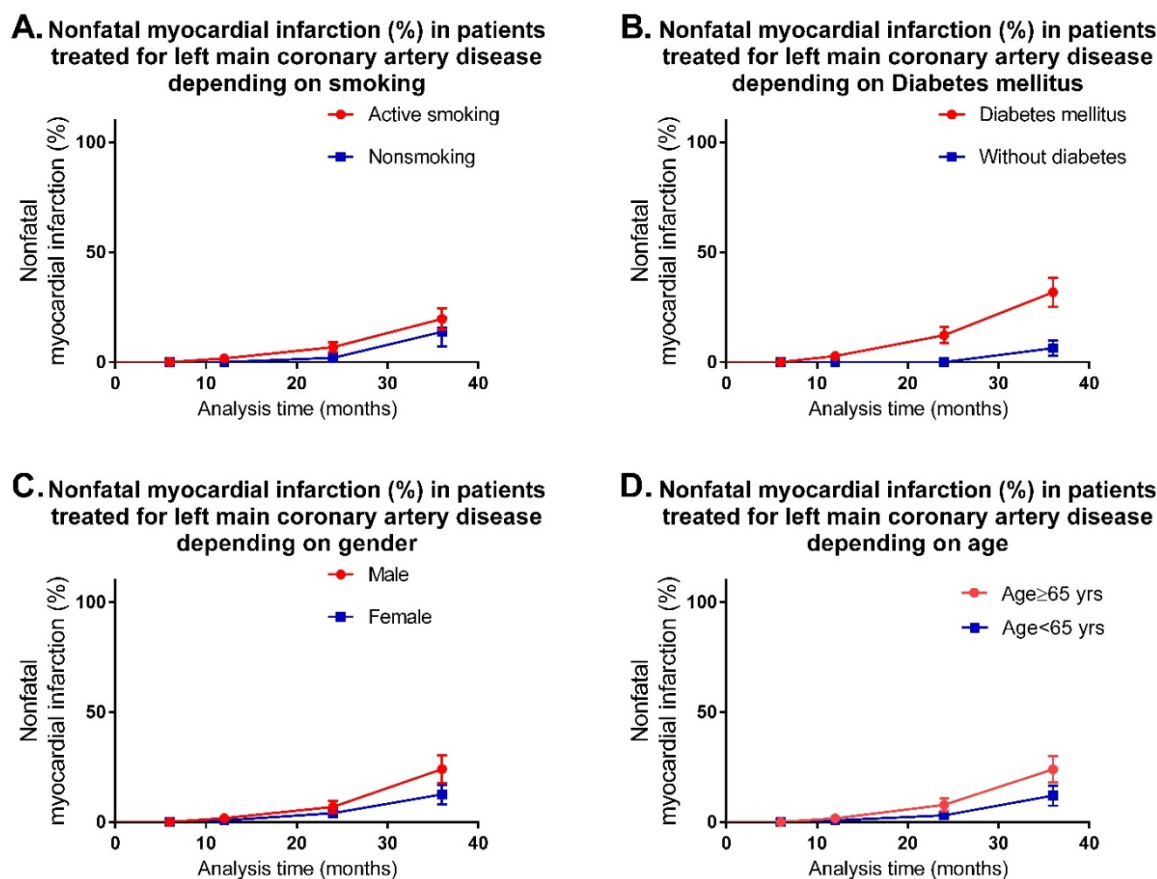 A. Nonfatal myocardial infarction (%) in patients
treated for left main coronary artery disease
depending on smoking
Active smoking
Nonsmoking
Nonfatal
myocardial infarction (%)
100
50
0
0 10 20 30 40
Analysis time (months)
B. Nonfatal myocardial infarction (%) in patients
treated for left main coronary artery disease
depending on Diabetes mellitus
Diabetes mellitus
Without diabetes
Nonfatal
myocardial infarction (%)
100
50
0
0 10 20 30 40
Analysis time (months)
C. Nonfatal myocardial infarction (%) in patients
treated for left main coronary artery disease
depending on gender
Male
Female
Nonfatal
myocardial infarction (%)
100
50
0
0 10 20 30 40
Analysis time (months)
D. Nonfatal myocardial infarction (%) in patients
treated for left main coronary artery disease
depending on age
Age≥65 yrs
Age<65 yrs
Nonfatal
myocardial infarction (%)
100
50
0
0 10 20 30 40
Analysis time (months)